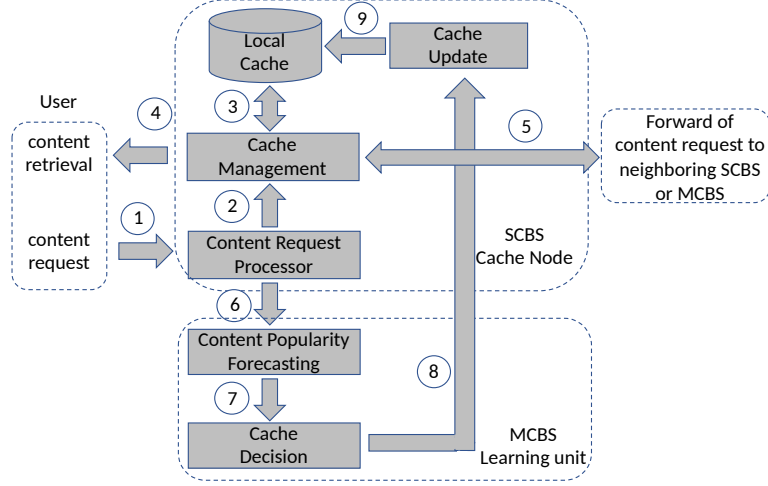 9
Local
Cache
Cache
Update
User
4
3
5
content
retrieval
Cache
Management
Forward of
content request to
neighboring SCBS
or MCBS
1
2
content
request
Content Request
Processor
SCBS
Cache Node
6
Content Popularity
Forecasting
8
7
Cache
Decision
MCBS
Learning unit